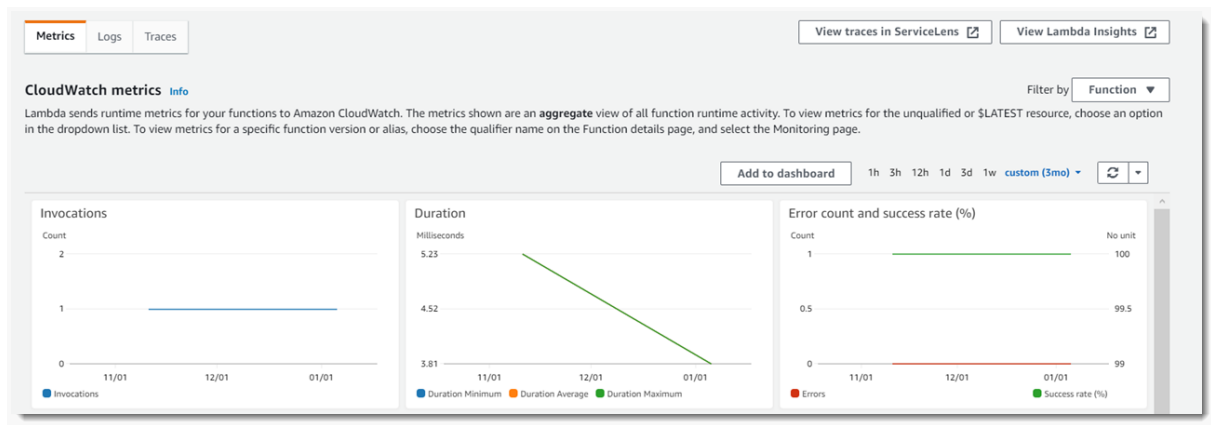 Metrics Logs Traces
View traces in ServiceLens View Lambda Insights
CloudWatch metrics Info
Filter by Function
Lambda sends runtime metrics for your functions to Amazon CloudWatch. The metrics shown are an aggregate view of all function runtime activity. To view metrics for the unqualified or $LATEST resource, choose an option
in the dropdown list. To view metrics for a specific function version or alias, choose the qualifier name on the Function details page, and select the Monitoring page.
Add to dashboard 1h 3h 12h 1d 3d 1w custom (3mo)
Invocations
Count
2
1
0
11/01 12/01 01/01
Invocations
Duration
Milliseconds
5.23
4.52
3.81
11/01 12/01 01/01
Duration Minimum Duration Average Duration Maximum
Error count and success rate (%)
Count No unit
1 100
0.5 99.5
0 99
11/01 12/01 01/01
Errors Success rate (%)